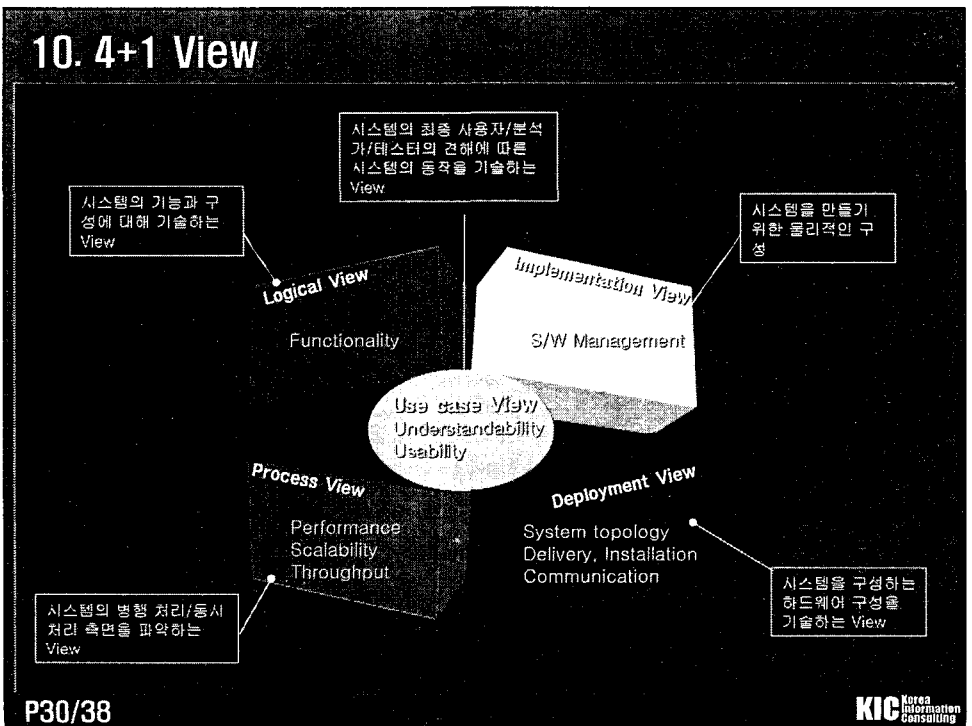 10. 4+1 View
시스템의 최종 사용자/분석
가/테스터의 견해에 따른
시스템의 동작을 기술하는
View
시스템의 기능과 구
성에 대해 기술하는
View
시스템을 만들기
위한 물리적인 구
성
Logical View
Functionality
Implementation View
S/W Management
Use case View
Understandability
Usability
Process View
Performance
Scalability
Throughput
Deployment View
System topology
Delivery, Installation
Communication
시스템의 병행 처리/동시
처리 측면을 파악하는
View
시스템을 구성하는
하드웨어 구성을
기술하는 View
P30/38
KIC Korea
Information
Consulting